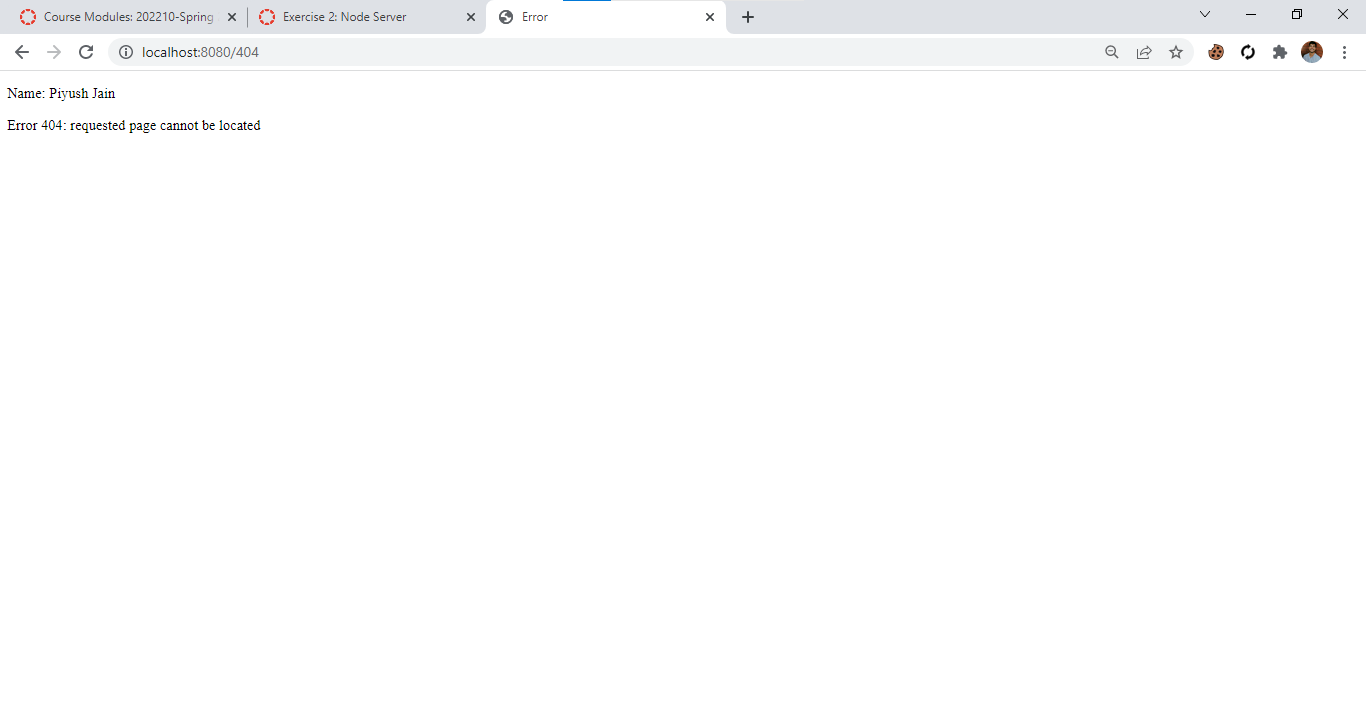 Course Modules: 202210-Spring
Exercise 2: Node Server
Error
localhost:8080/404
Name: Piyush Jain
Error 404: requested page cannot be located